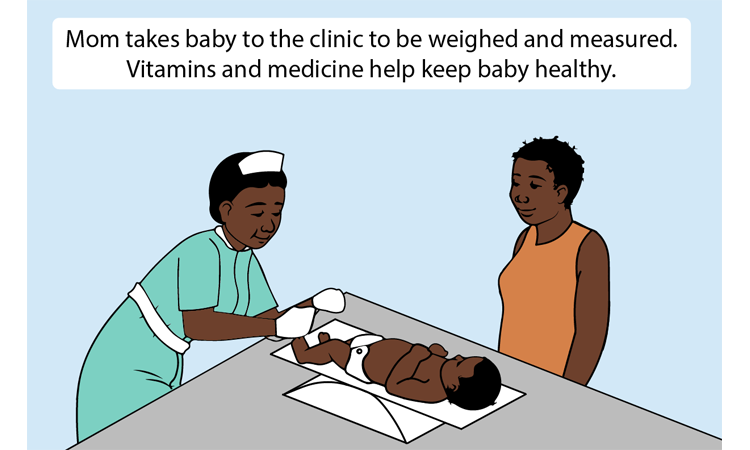 Mom takes baby to the clinic to be weighed and measured.
Vitamins and medicine help keep baby healthy.